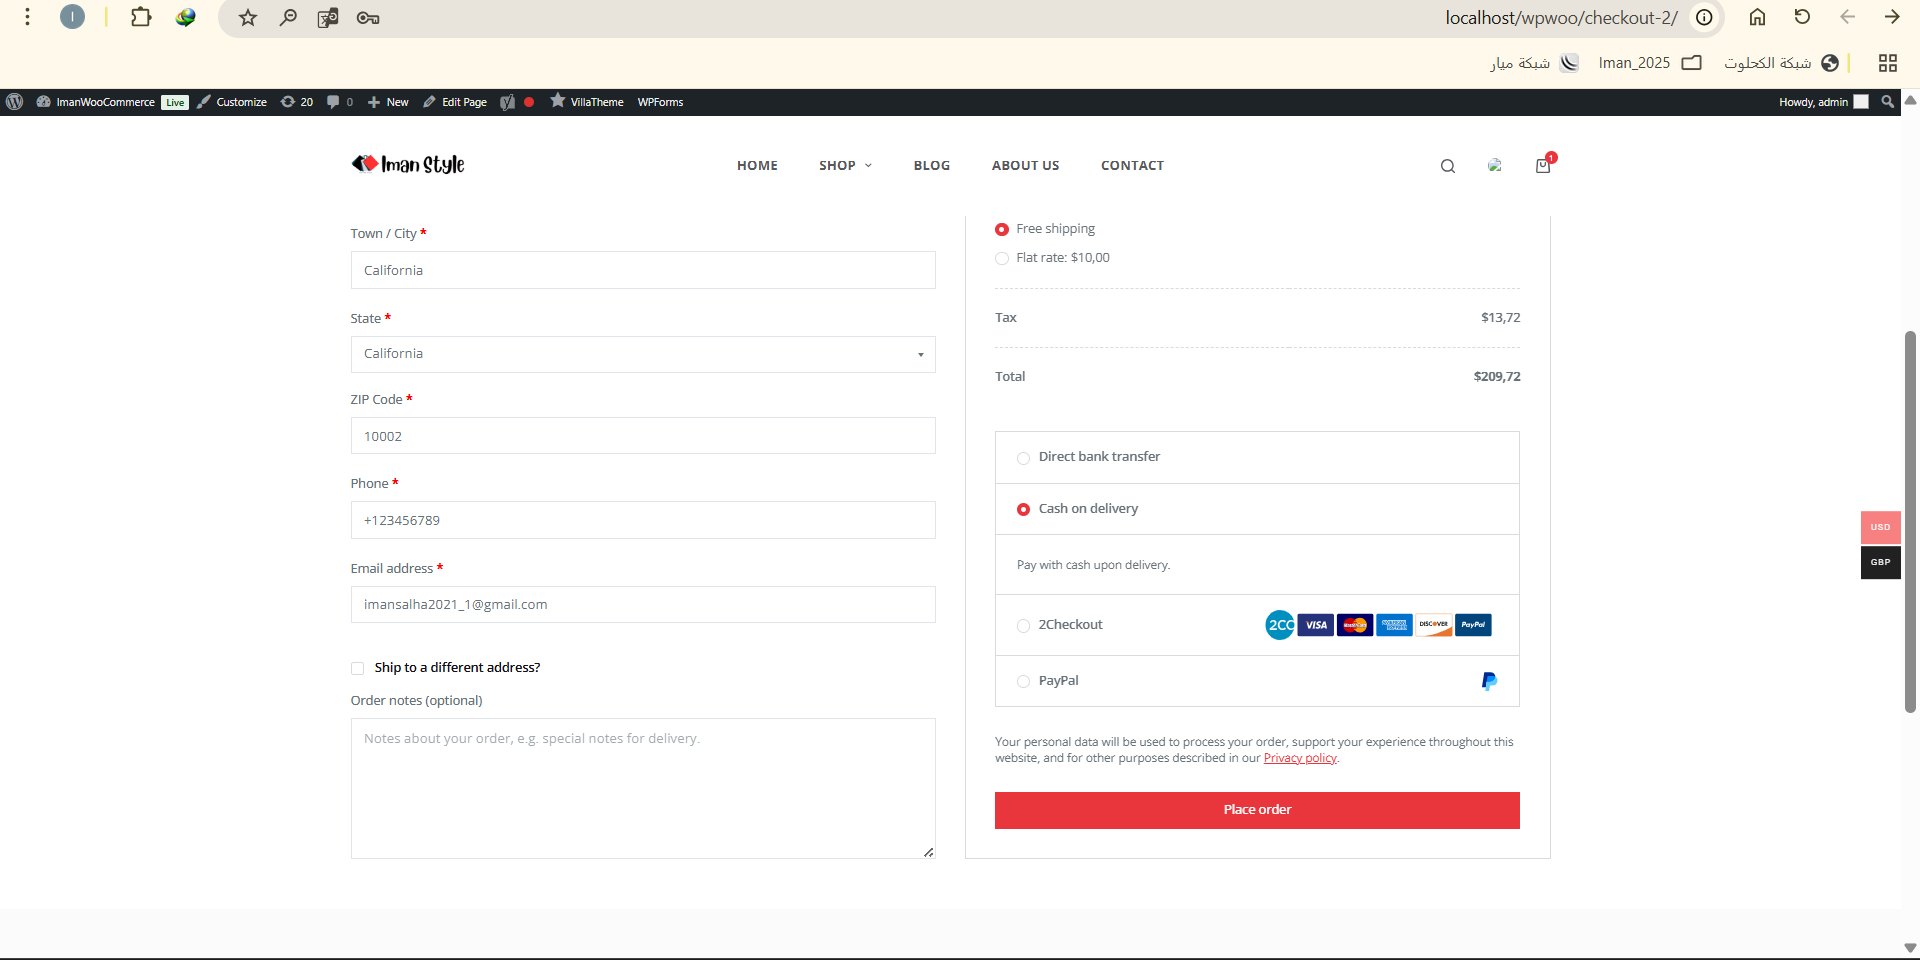 localhost/wpwoo/checkout-2/
شبكة ميار
Iman_2025
شبكة الكحلوت
ImanWooCommerce Live Customize 20 0 New Edit Page VillaTheme WPForms Howdy, admin
Iman Style HOME SHOP BLOG ABOUT US CONTACT 1
Town / City *
California
State *
California
ZIP Code *
10002
Phone *
+123456789
Email address *
imansalha2021_1@gmail.com
Ship to a different address?
Order notes (optional)
Notes about your order, e.g. special notes for delivery.
Free shipping
Flat rate: $10,00
Tax $13,72
Total $209,72
Direct bank transfer
Cash on delivery
Pay with cash upon delivery.
2Checkout 2CO VISA MasterCard AMERICAN EXPRESS DISCOVER PayPal
PayPal
Your personal data will be used to process your order, support your experience throughout this
website, and for other purposes described in our Privacy policy.
Place order
USD
GBP